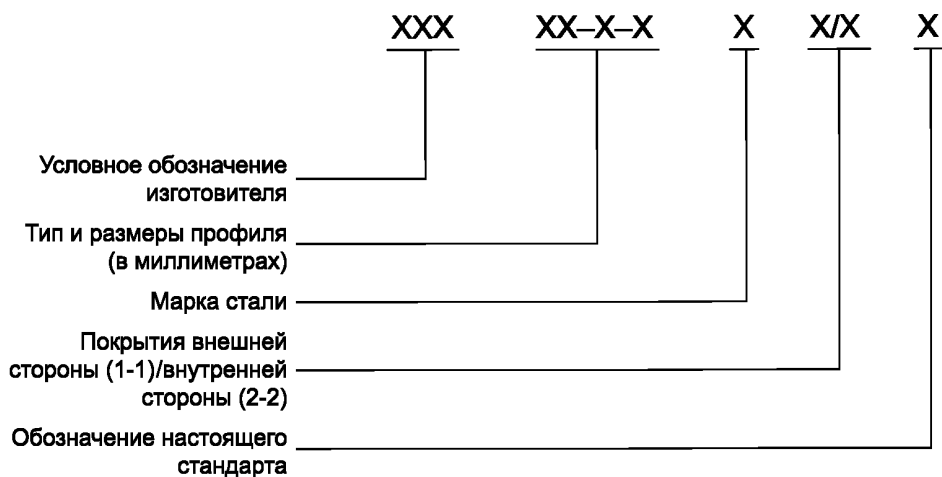 XXX XX–X–X X X/X X
Условное обозначение
изготовителя
Тип и размеры профиля
(в миллиметрах)
Марка стали
Покрытия внешней
стороны (1-1)/внутренней
стороны (2-2)
Обозначение настоящего
стандарта